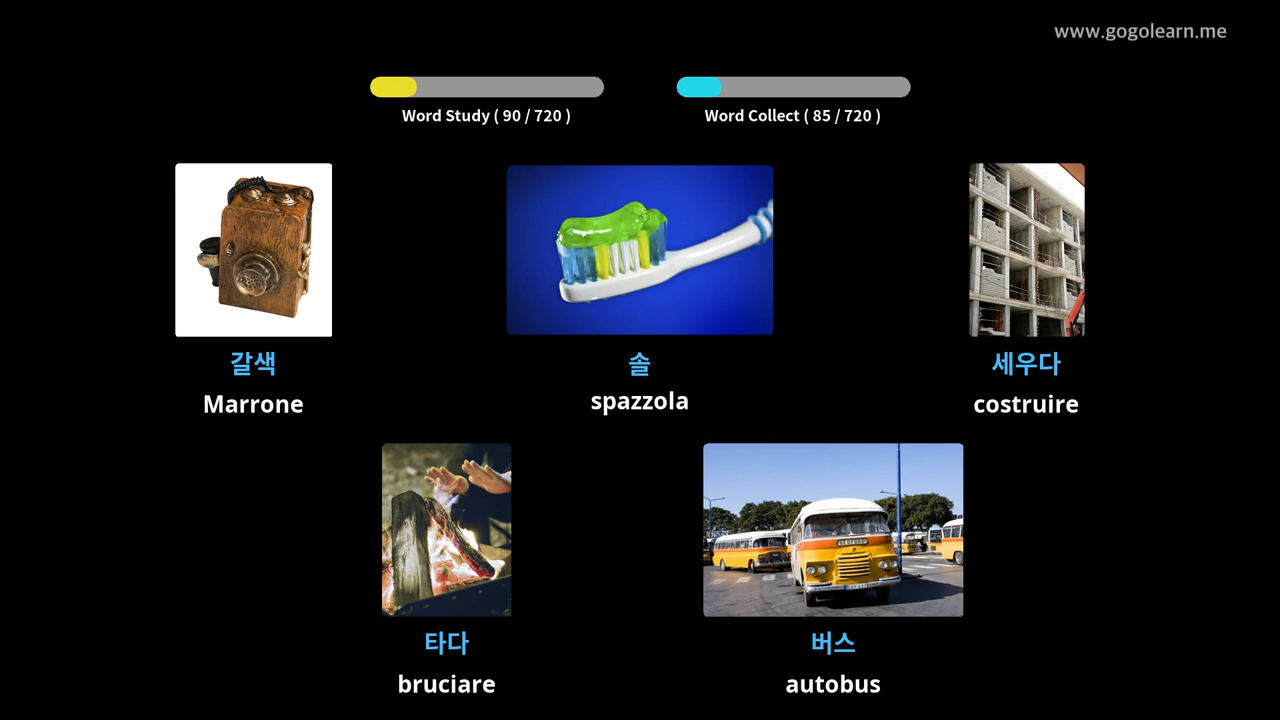 www.gogolearn.me
Word Study ( 90 / 720 )
Word Collect ( 85 / 720 )
갈색
Marrone
솔
spazzola
세우다
costruire
타다
bruciare
BEDFORD
버스
autobus